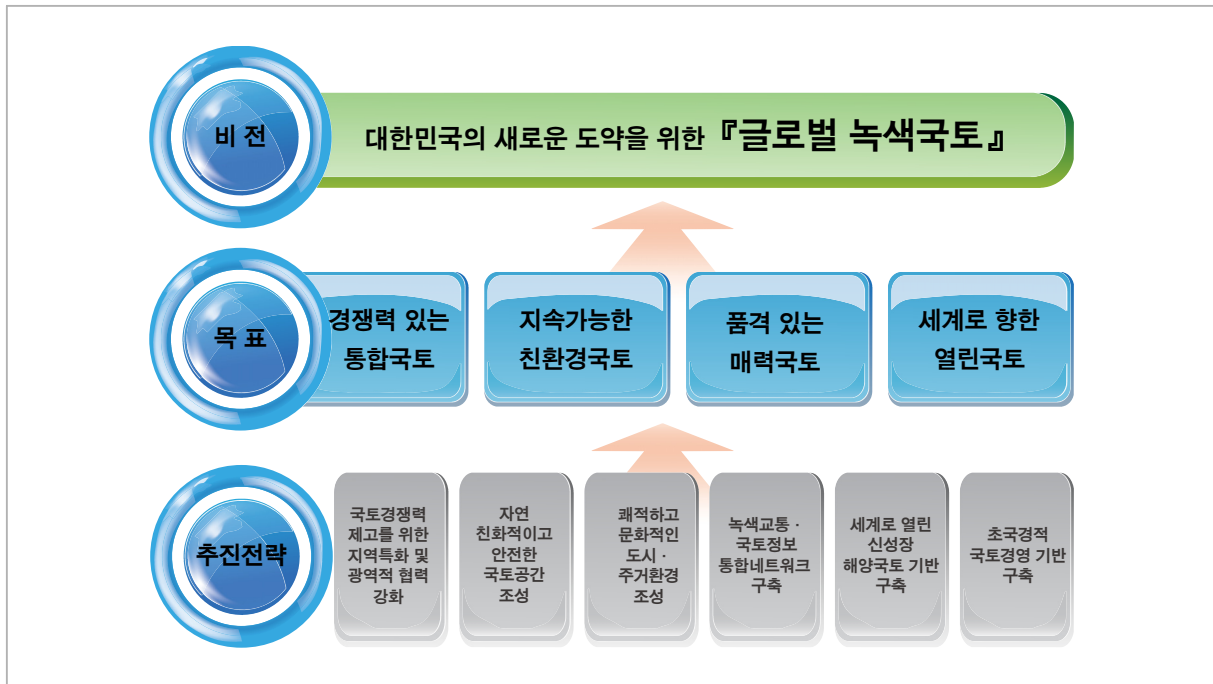 비 전
대한민국의 새로운 도약을 위한 『글로벌 녹색국토』
목 표
경쟁력 있는
통합국토
지속가능한
친환경국토
품격 있는
매력국토
세계로 향한
열린국토
추진전략
국토경쟁력
제고를 위한
지역특화 및
광역적 협력
강화
자연
친화적이고
안전한
국토공간
조성
쾌적하고
문화적인
도시 ·
주거환경
조성
녹색교통 ·
국토정보
통합네트워크
구축
세계로 열린
신성장
해양국토 기반
구축
초국경적
국토경영 기반
구축